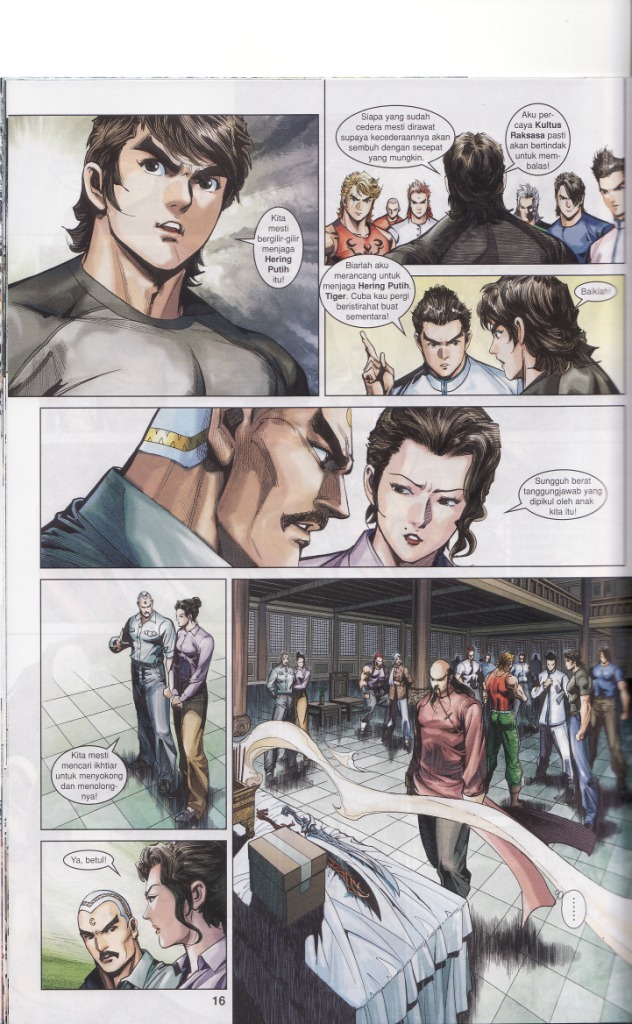 Kita
mesti
bergilir-gilir
menjaga
Hering
Putih
itu!
Siapa yang sudah
cedera mesti dirawat
supaya kecederaannya akan
sembuh dengan secepat
yang mungkin.
Aku per-
caya Kultus
Raksasa pasti
akan bertindak
untuk mem-
balas!
Biarlah aku
merancang untuk
menjaga Hering Putih,
Tiger. Cuba kau pergi
beristirahat buat
sementara!
Baiklah!
Sungguh berat
tanggungjawab yang
dipikul oleh anak
kita itu!
Kita mesti
mencari ikhtiar
untuk menyokong
dan menolong-
nya!
Ya, betul!
......
16